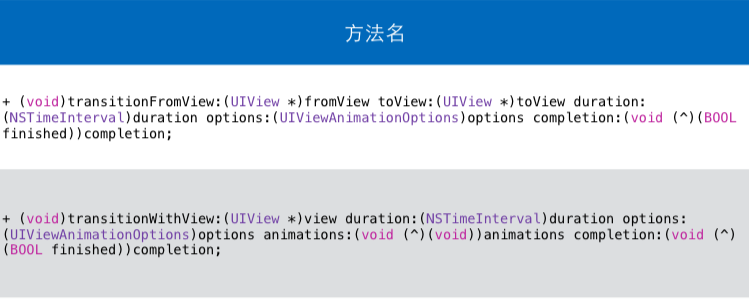 方法名
+ (void)transitionFromView:(UIView *)fromView toView:(UIView *)toView duration:
(NSTimeInterval)duration options:(UIViewAnimationOptions)options completion:(void (^)(BOOL
finished))completion;
+ (void)transitionWithView:(UIView *)view duration:(NSTimeInterval)duration options:
(UIViewAnimationOptions)options animations:(void (^)(void))animations completion:(void (^)
(BOOL finished))completion;